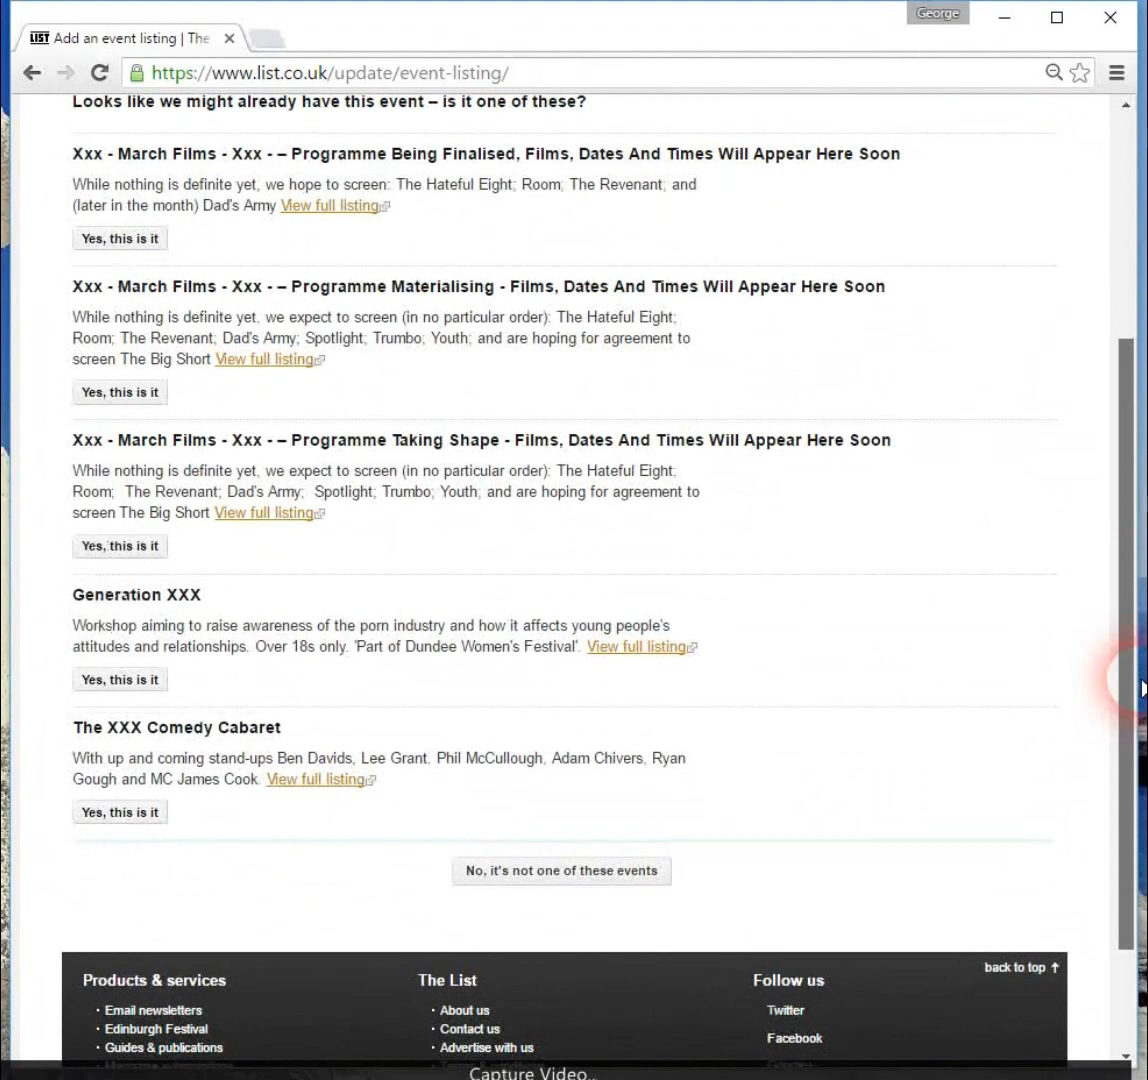 George
LIST Add an event listing | The
https://www.list.co.uk/update/event-listing/
Looks like we might already have this event – is it one of these?
Xxx - March Films - Xxx - – Programme Being Finalised, Films, Dates And Times Will Appear Here Soon
While nothing is definite yet, we hope to screen: The Hateful Eight; Room; The Revenant; and
(later in the month) Dad's Army View full listing
Yes, this is it
Xxx - March Films - Xxx - – Programme Materialising - Films, Dates And Times Will Appear Here Soon
While nothing is definite yet, we expect to screen (in no particular order): The Hateful Eight;
Room; The Revenant; Dad's Army; Spotlight; Trumbo; Youth; and are hoping for agreement to
screen The Big Short View full listing
Yes, this is it
Xxx - March Films - Xxx - – Programme Taking Shape - Films, Dates And Times Will Appear Here Soon
While nothing is definite yet, we expect to screen (in no particular order): The Hateful Eight;
Room; The Revenant; Dad's Army; Spotlight; Trumbo; Youth; and are hoping for agreement to
screen The Big Short View full listing
Yes, this is it
Generation XXX
Workshop aiming to raise awareness of the porn industry and how it affects young people's
attitudes and relationships. Over 18s only. 'Part of Dundee Women's Festival'. View full listing
Yes, this is it
The XXX Comedy Cabaret
With up and coming stand-ups Ben Davids, Lee Grant, Phil McCullough, Adam Chivers, Ryan
Gough and MC James Cook. View full listing
Yes, this is it
No, it's not one of these events
back to top ↑
Products & services
· Email newsletters
· Edinburgh Festival
· Guides & publications
The List
· About us
· Contact us
· Advertise with us
Follow us
Twitter
Facebook
Capture Video...